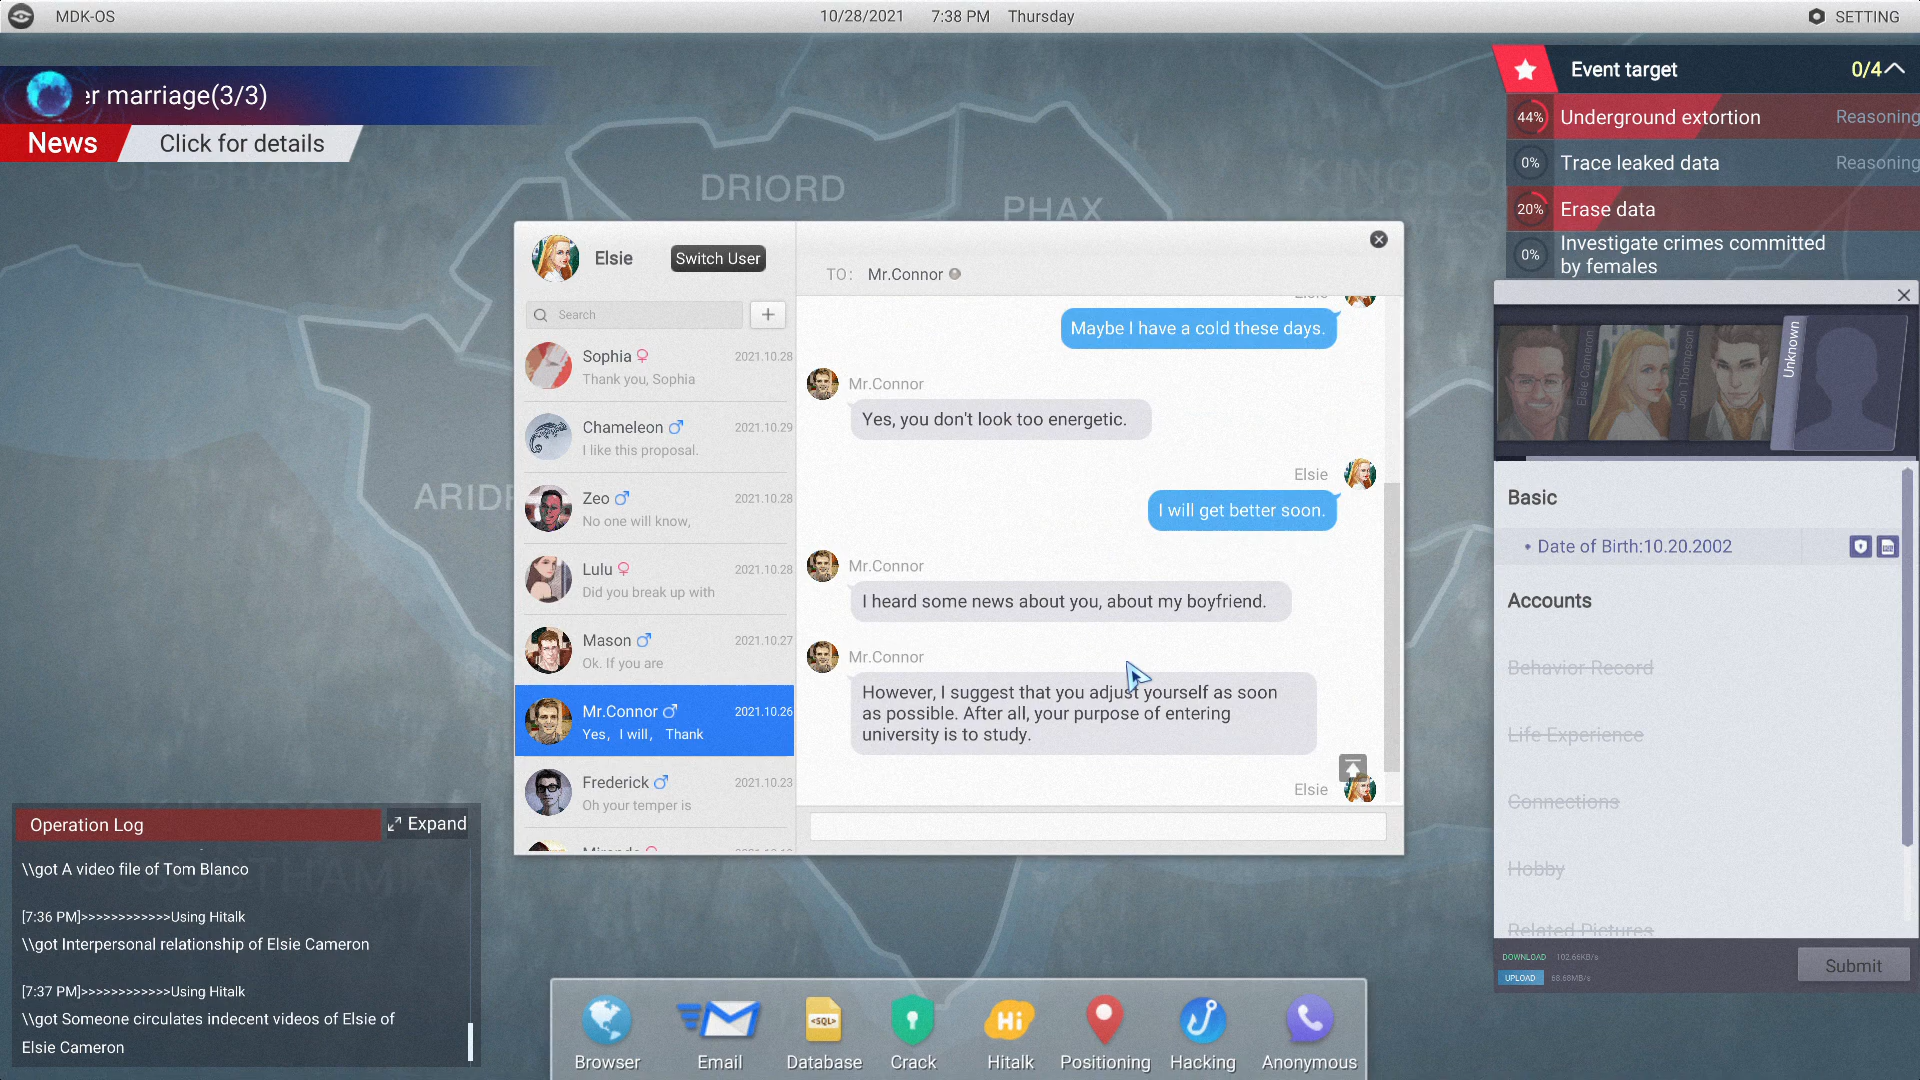 MDK-OS
10/28/2021 7:38 PM Thursday
SETTING
er marriage(3/3)
News
Click for details
DRIORD
PHAX
Event target
0/4
44%
Underground extortion
Reasoning
0%
Trace leaked data
Reasoning
20%
Erase data
0%
Investigate crimes committed
by females
Elsie
Switch User
Search
Sophia 2021.10.28
Thank you, Sophia
Chameleon 2021.10.29
I like this proposal.
Zeo 2021.10.28
No one will know,
Lulu 2021.10.28
Did you break up with
Mason 2021.10.27
Ok. If you are
Mr.Connor 2021.10.26
Yes, I will, Thank
Frederick 2021.10.23
Oh your temper is
TO: Mr.Connor
Elsie
Maybe I have a cold these days.
Mr.Connor
Yes, you don't look too energetic.
Elsie
I will get better soon.
Mr.Connor
I heard some news about you, about my boyfriend.
Mr.Connor
However, I suggest that you adjust yourself as soon
as possible. After all, your purpose of entering
university is to study.
Elsie
Elsie Cameron
Jon Thompson
Unknown
Basic
• Date of Birth:10.20.2002
Accounts
Behavior Record
Life Experience
Connections
Hobby
Related Pictures
DOWNLOAD 102.66KB/s
UPLOAD 68.68MB/s
Submit
Operation Log
Expand
\\got A video file of Tom Blanco
[7:36 PM]>>>>>>>>>>>>Using Hitalk
\\got Interpersonal relationship of Elsie Cameron
[7:37 PM]>>>>>>>>>>>>Using Hitalk
\\got Someone circulates indecent videos of Elsie of
Elsie Cameron
<SQL>
Hi
Browser
Email
Database
Crack
Hitalk
Positioning
Hacking
Anonymous